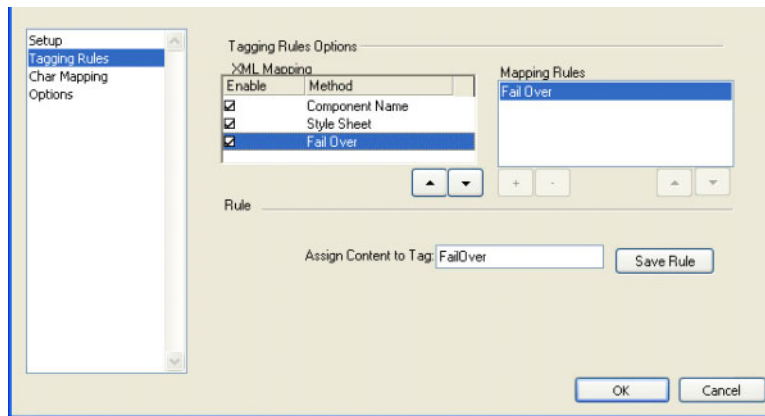 Setup
Tagging Rules
Char Mapping
Options
Tagging Rules Options
XML Mapping
Enable Method
Component Name
Style Sheet
Fail Over
Mapping Rules
Fail Over
+ -
Rule
Assign Content to Tag: FailOver
Save Rule
OK Cancel